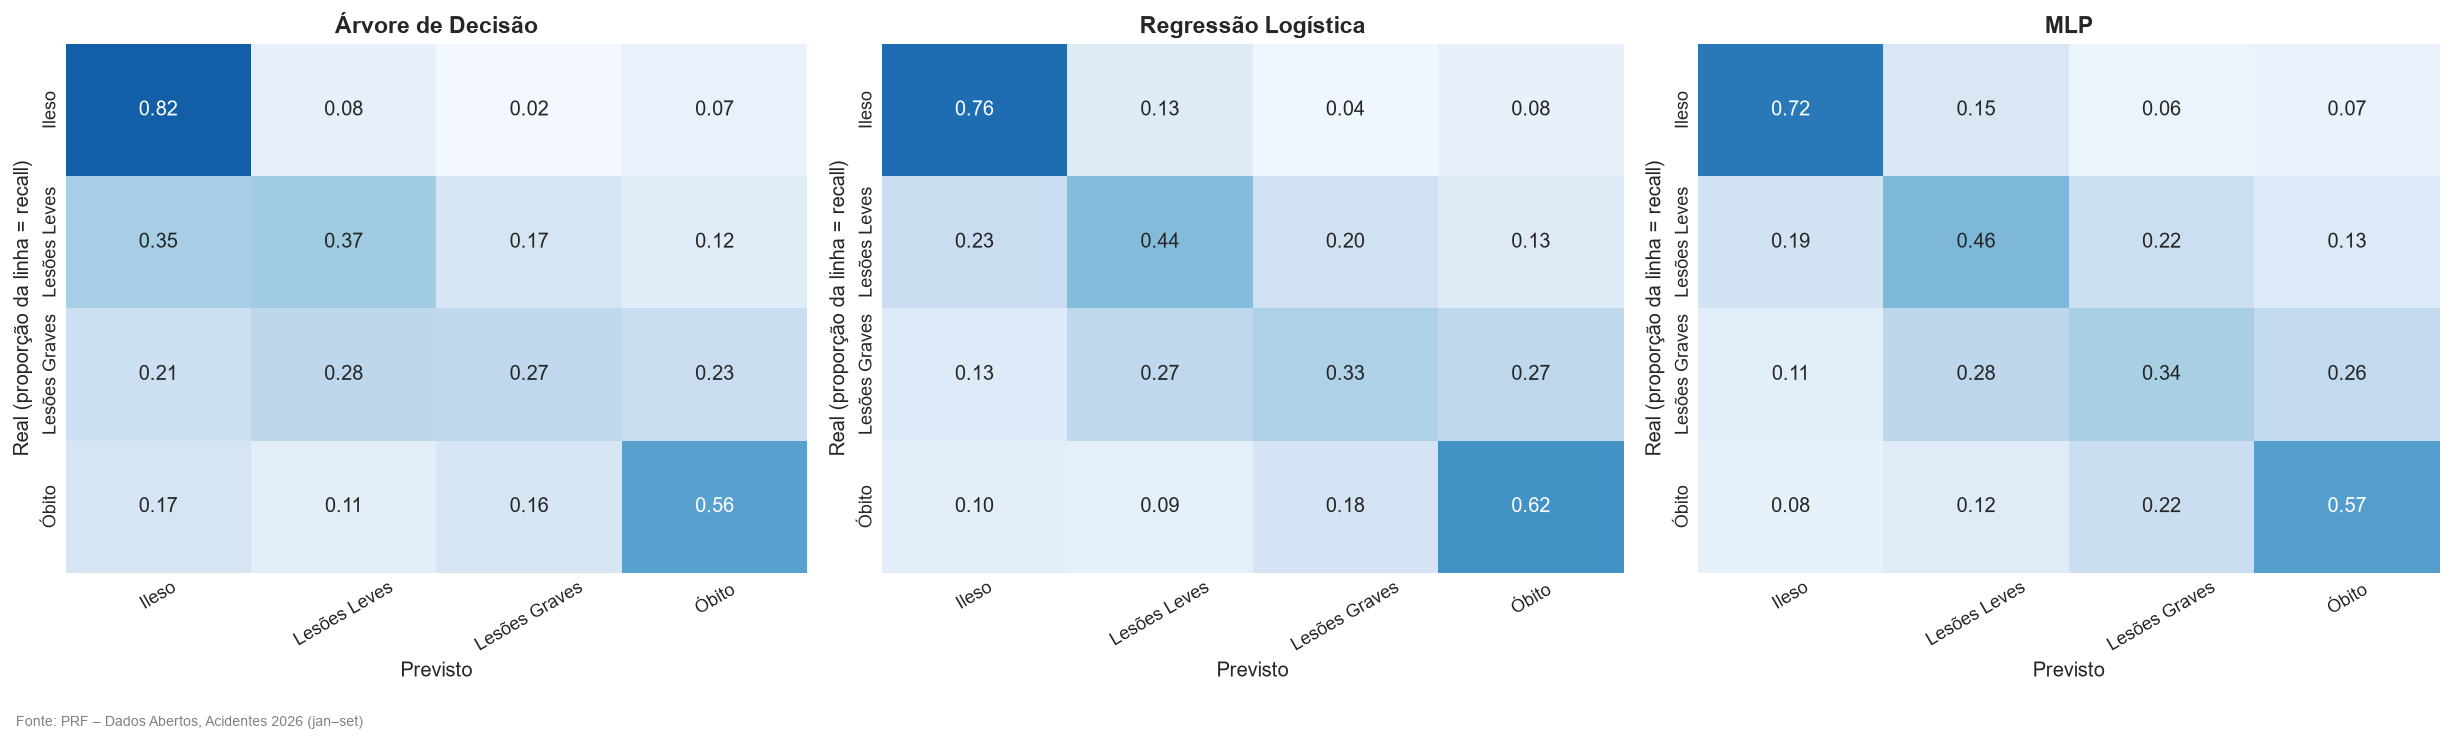 Árvore de Decisão
Real (proporção da linha = recall)
Ileso
0.82 0.08 0.02 0.07
Lesões Leves
0.35 0.37 0.17 0.12
Lesões Graves
0.21 0.28 0.27 0.23
Óbito
0.17 0.11 0.16 0.56
Ileso Lesões Leves Lesões Graves Óbito
Previsto
Regressão Logística
Real (proporção da linha = recall)
Ileso
0.76 0.13 0.04 0.08
Lesões Leves
0.23 0.44 0.20 0.13
Lesões Graves
0.13 0.27 0.33 0.27
Óbito
0.10 0.09 0.18 0.62
Ileso Lesões Leves Lesões Graves Óbito
Previsto
MLP
Real (proporção da linha = recall)
Ileso
0.72 0.15 0.06 0.07
Lesões Leves
0.19 0.46 0.22 0.13
Lesões Graves
0.11 0.28 0.34 0.26
Óbito
0.08 0.12 0.22 0.57
Ileso Lesões Leves Lesões Graves Óbito
Previsto
Fonte: PRF – Dados Abertos, Acidentes 2026 (jan–set)